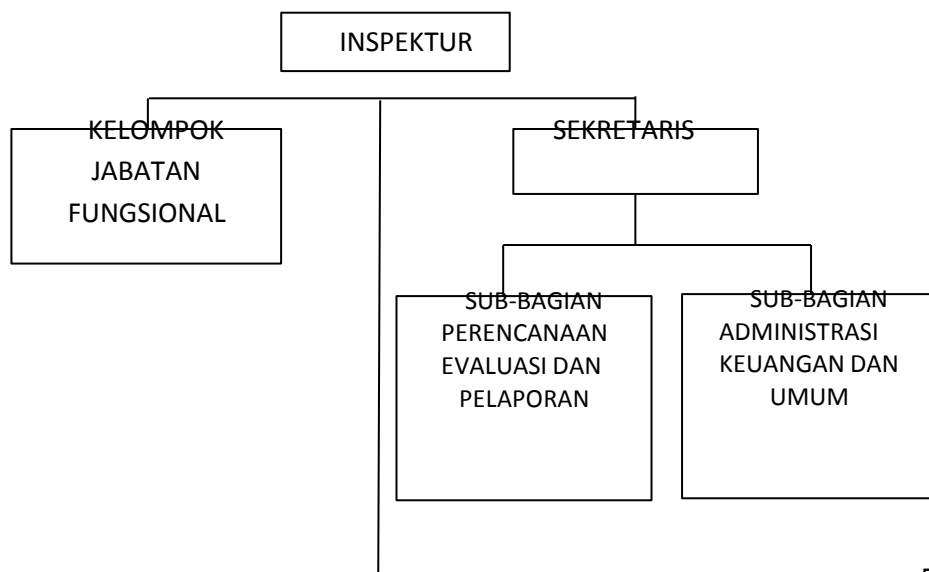 INSPEKTUR
KELOMPOK
JABATAN
FUNGSIONAL
SEKRETARIS
SUB-BAGIAN
PERENCANAAN
EVALUASI DAN
PELAPORAN
SUB-BAGIAN
ADMINISTRASI
KEUANGAN DAN
UMUM